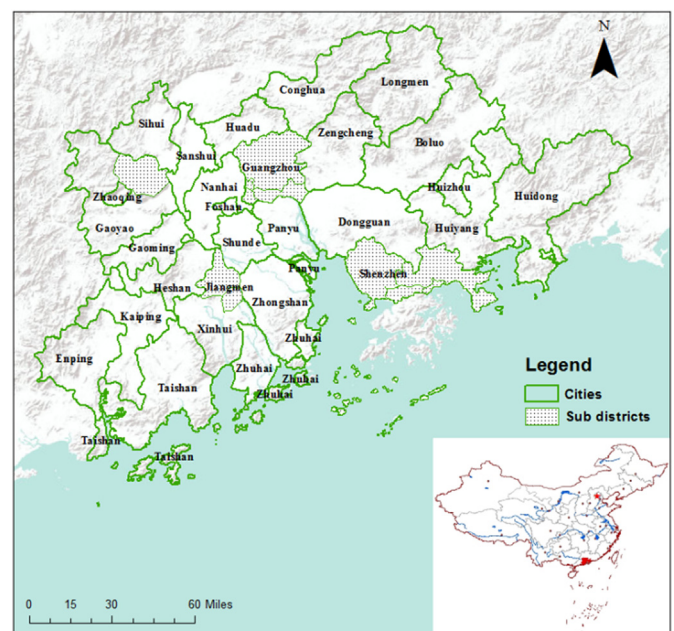 N
Longmen
Conghua
Sihui
Huadu
Zengcheng
Boluo
Sanshui
Guangzhou
Nanhai
Huizhou
Zhaoqing
Huidong
Foshan
Panyu
Dongguan
Gaoyao
Huiyang
Shunde
Gaoming
Panyu
Shenzhen
Heshan
Jiangmen
Zhongshan
Kaiping
Xinhui
Zhuhai
Enping
Zhuhai
Taishan
Zhuhai
Zhuhai
Taishan
Taishan
Legend
Cities
Sub districts
0 15 30 60 Miles